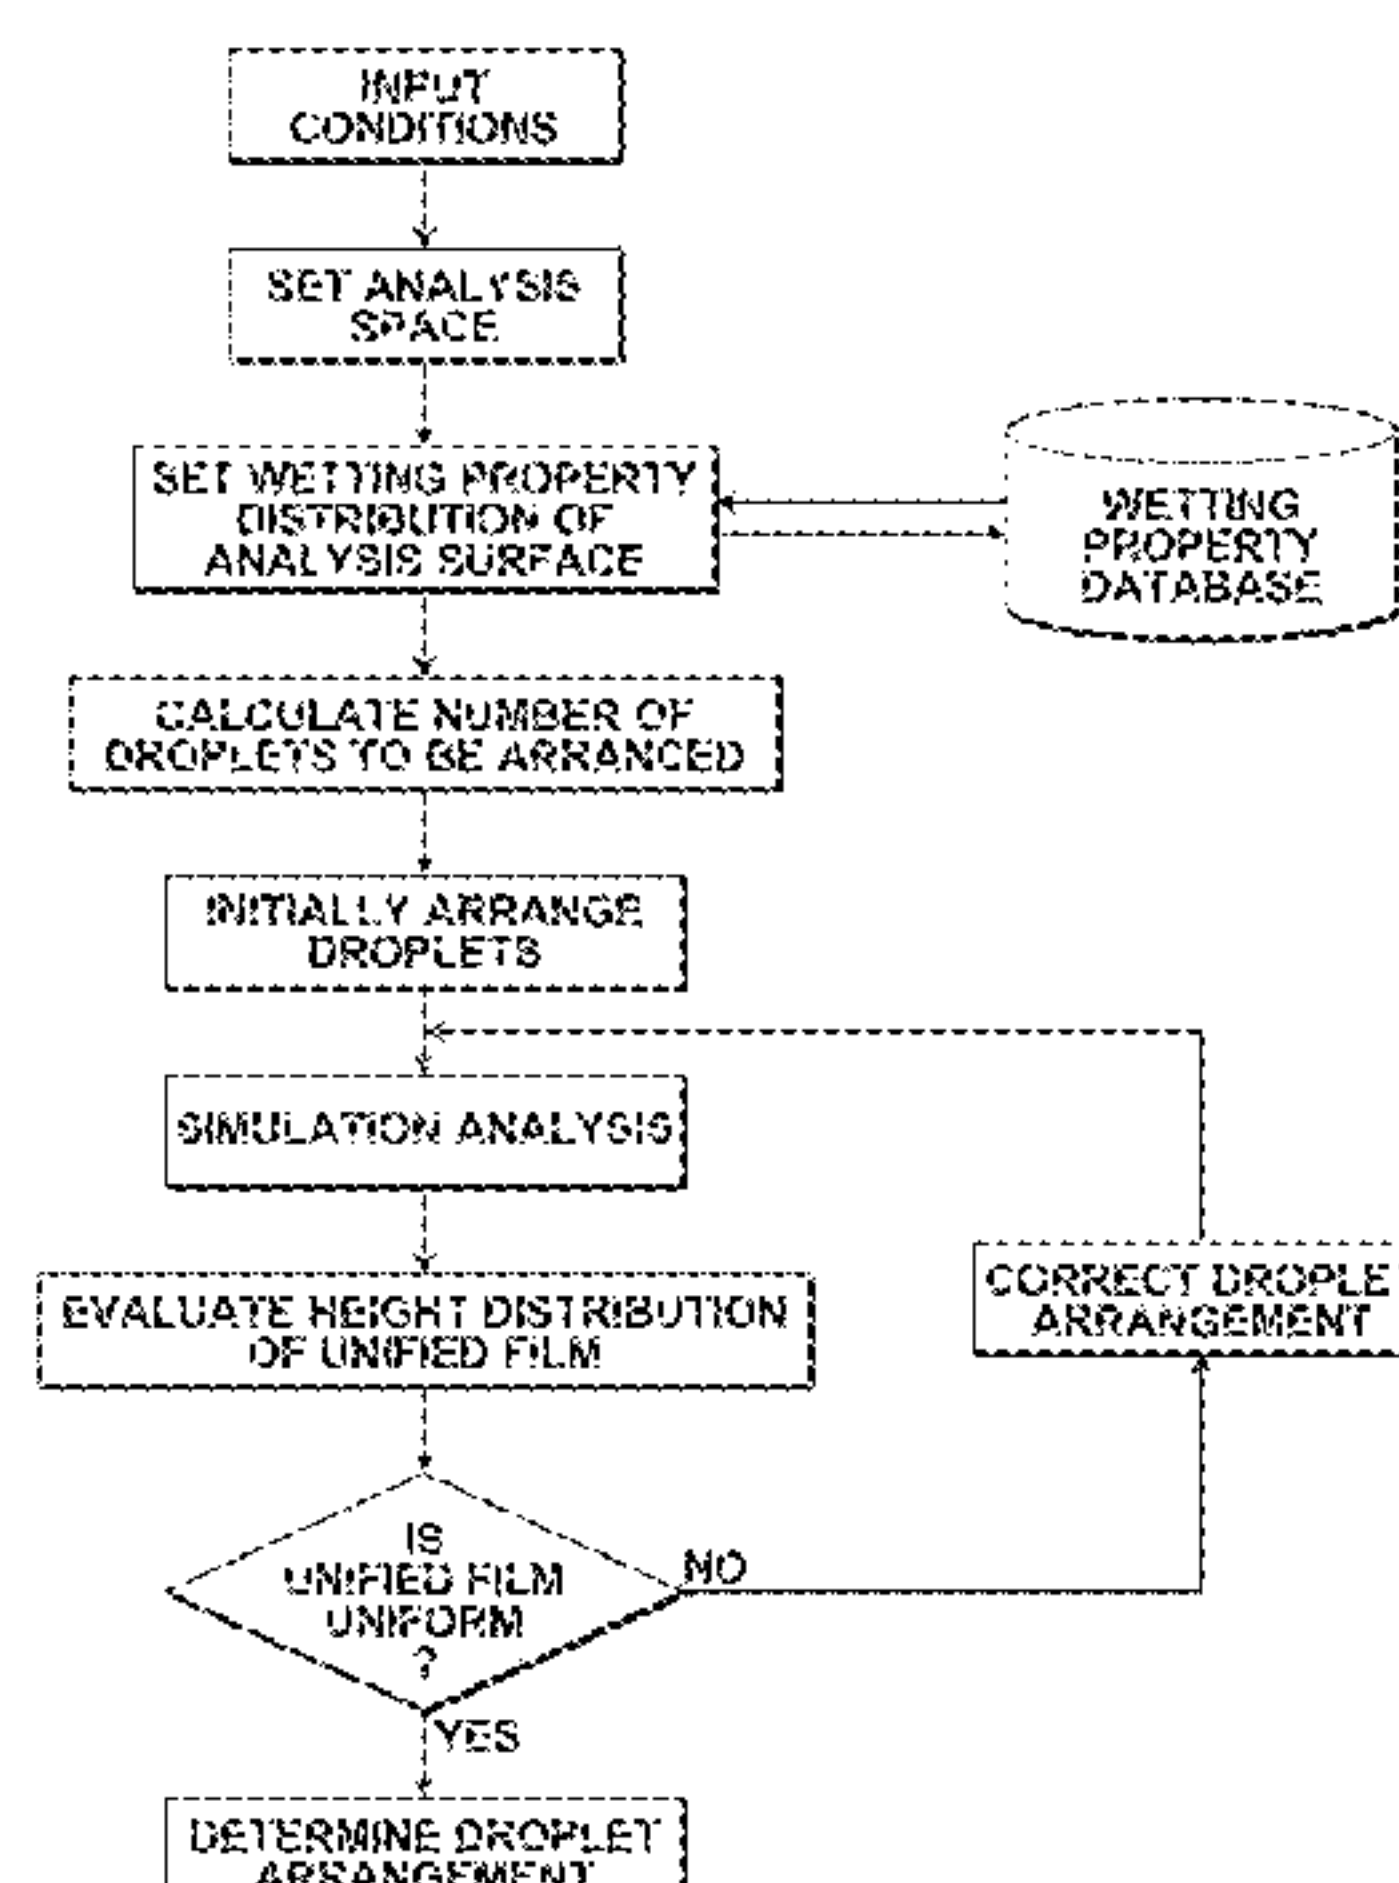 INPUT
CONDITIONS
SET ANALYSIS
SPACE
SET WETTING PROPERTY
DISTRIBUTION OF
ANALYSIS SURFACE
WETTING
PROPERTY
DATABASE
CALCULATE NUMBER OF
DROPLETS TO BE ARRANGED
INITIALLY ARRANGE
DROPLETS
SIMULATION ANALYSIS
EVALUATE HEIGHT DISTRIBUTION
OF UNIFIED FILM
CORRECT DROPLE
ARRANGEMENT
IS
UNIFIED FILM
UNIFORM
?
NO
YES
DETERMINE DROPLET
ARRANGEMENT